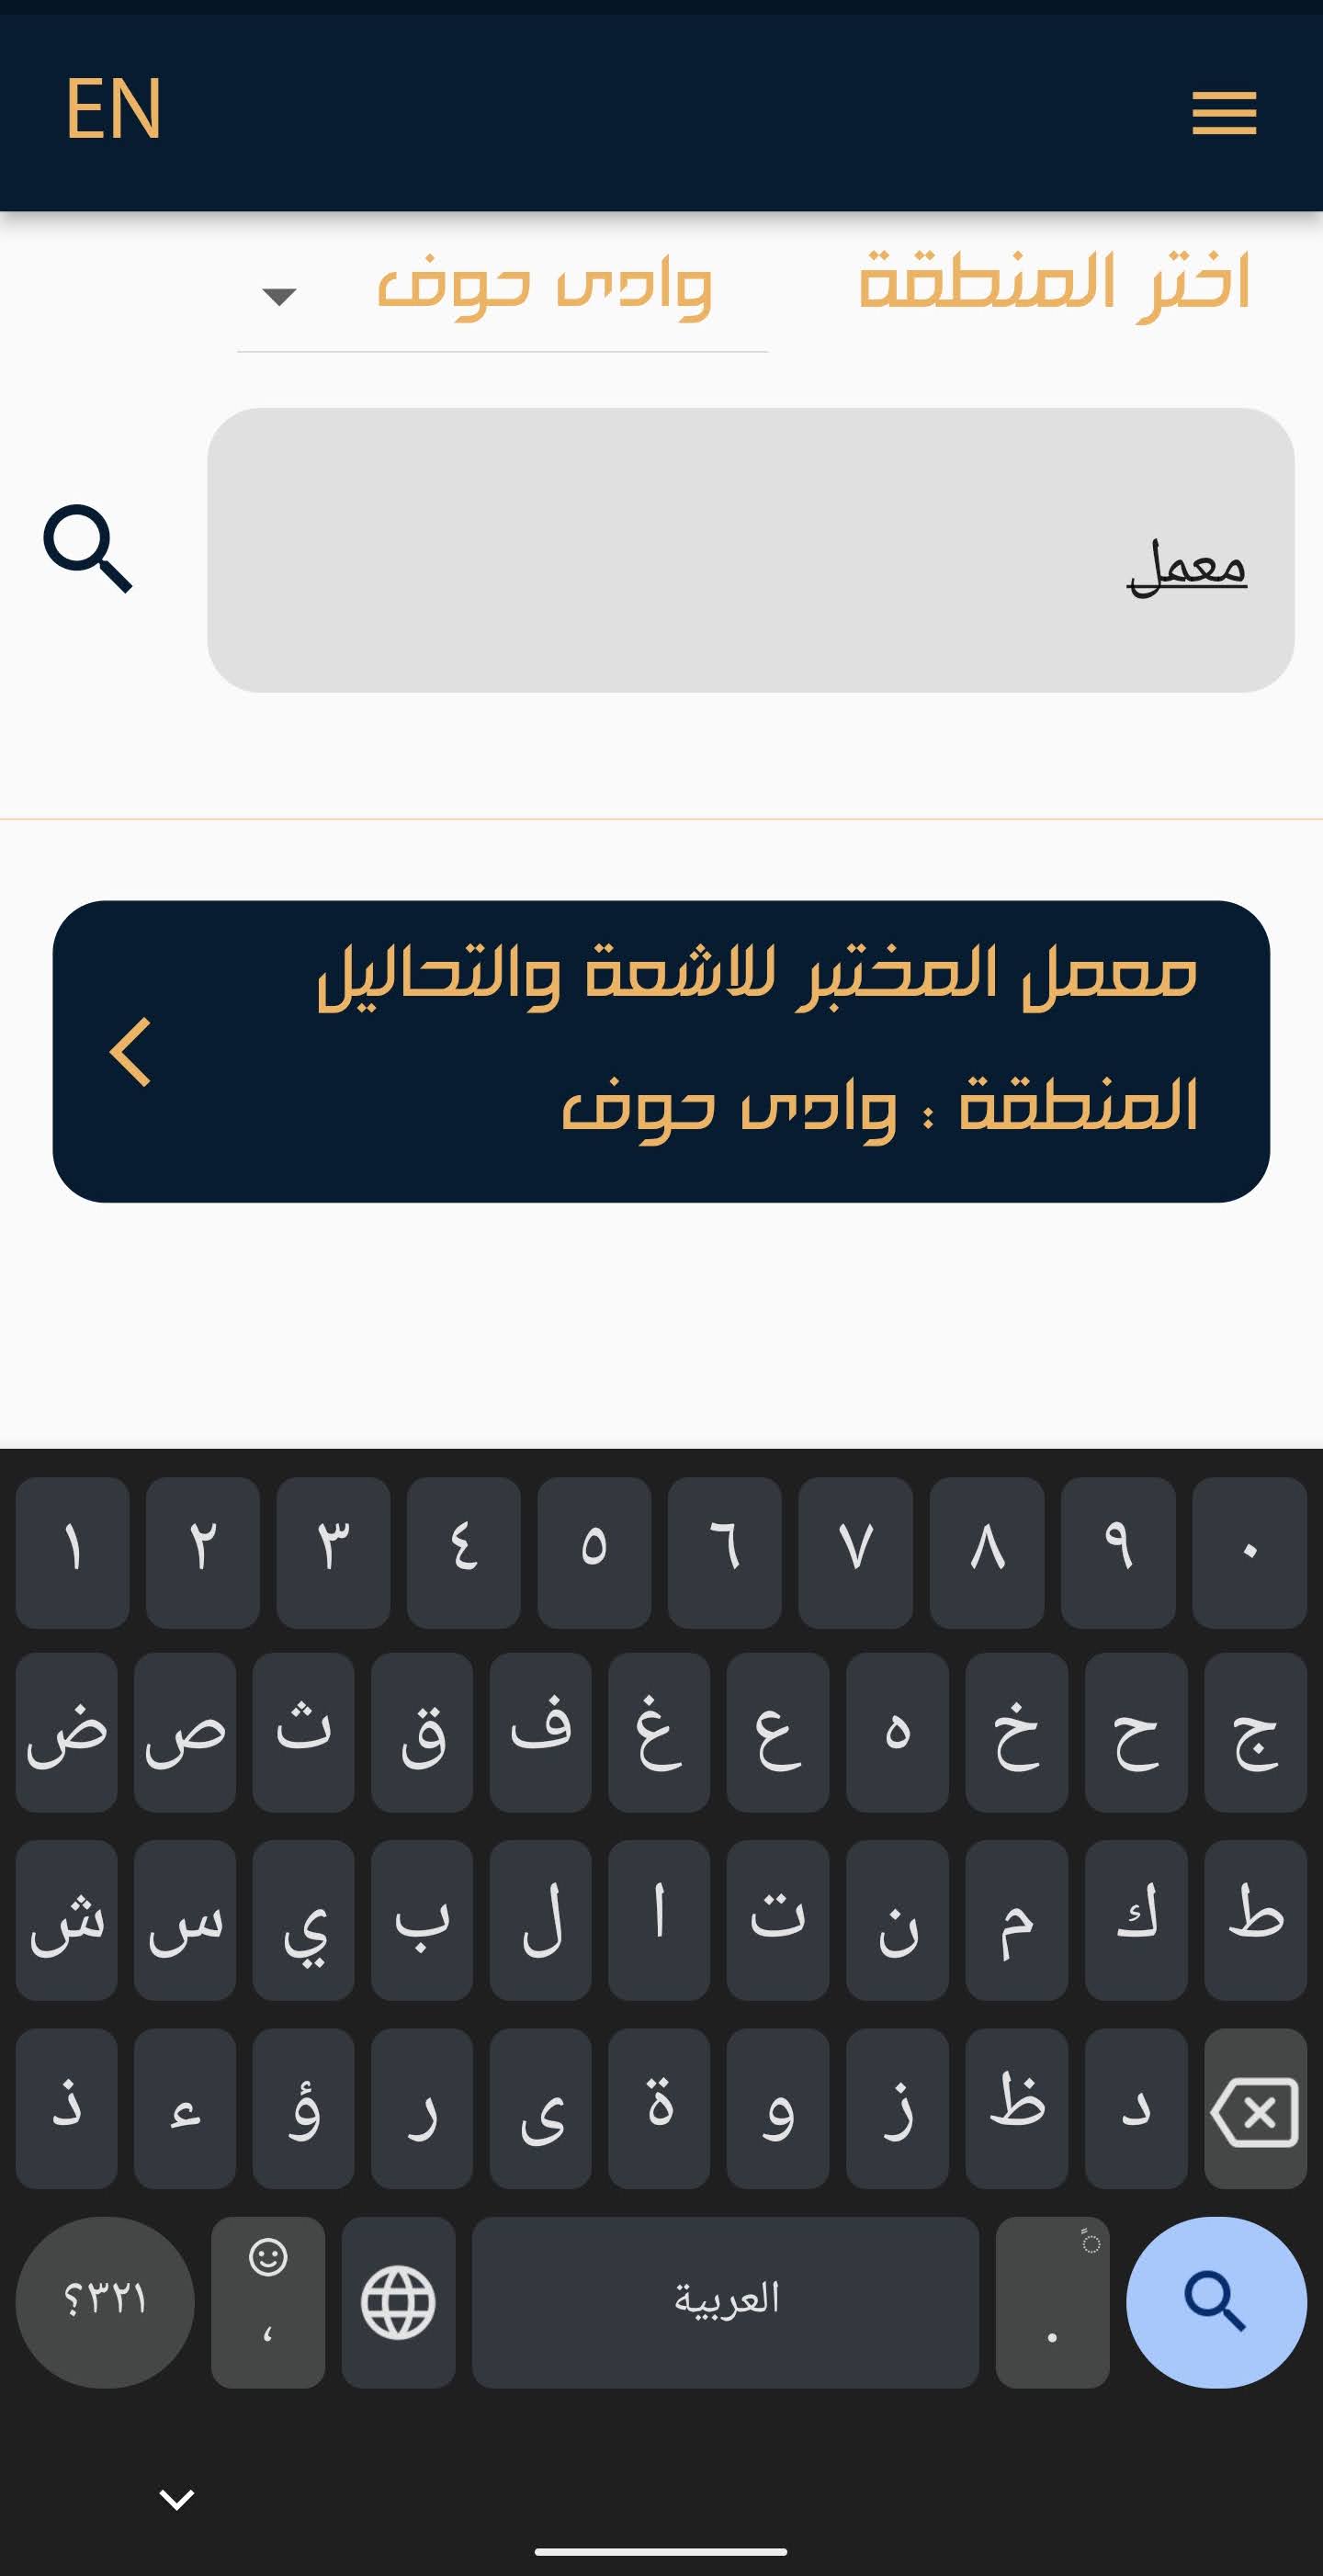 EN
اختر المنطقة وادى حوف
معمل
معمل المختبر للاشعة والتحاليل
المنطقة : وادى حوف
١ ٢ ٣ ٤ ٥ ٦ ٧ ٨ ٩ ٠
ض ص ث ق ف غ ع ه خ ح ج
ش س ي ب ل ا ت ن م ك ط
ذ ء ؤ ر ى ة و ز ظ د
؟٣٢١ ، العربية .